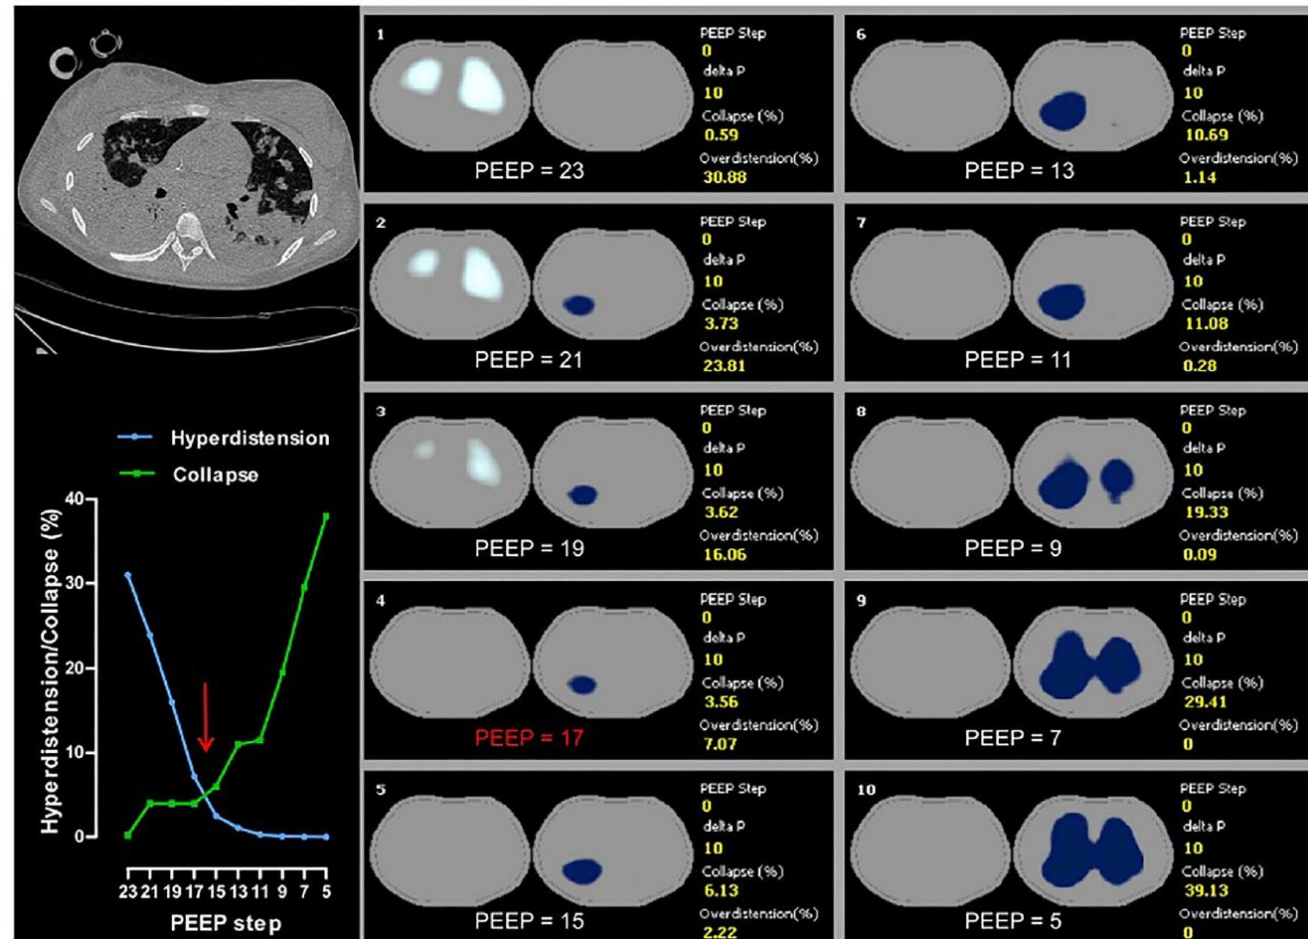 Hyperdistension
Collapse
Hyperdistension/Collapse (%)
40
30
20
10
0
23 21 19 17 15 13 11 9 7 5
PEEP step
1
PEEP Step
0
delta P
10
Collapse (%)
0.59
Overdistension(%)
30.88
PEEP = 23
2
PEEP Step
0
delta P
10
Collapse (%)
3.73
Overdistension(%)
23.81
PEEP = 21
3
PEEP Step
0
delta P
10
Collapse (%)
3.62
Overdistension(%)
16.06
PEEP = 19
4
PEEP Step
0
delta P
10
Collapse (%)
3.56
Overdistension(%)
7.07
PEEP = 17
5
PEEP Step
0
delta P
10
Collapse (%)
6.13
Overdistension(%)
2.22
PEEP = 15
6
PEEP Step
0
delta P
10
Collapse (%)
10.69
Overdistension(%)
1.14
PEEP = 13
7
PEEP Step
0
delta P
10
Collapse (%)
11.08
Overdistension(%)
0.28
PEEP = 11
8
PEEP Step
0
delta P
10
Collapse (%)
19.33
Overdistension(%)
0.09
PEEP = 9
9
PEEP Step
0
delta P
10
Collapse (%)
29.41
Overdistension(%)
0
PEEP = 7
10
PEEP Step
0
delta P
10
Collapse (%)
39.13
Overdistension(%)
0
PEEP = 5